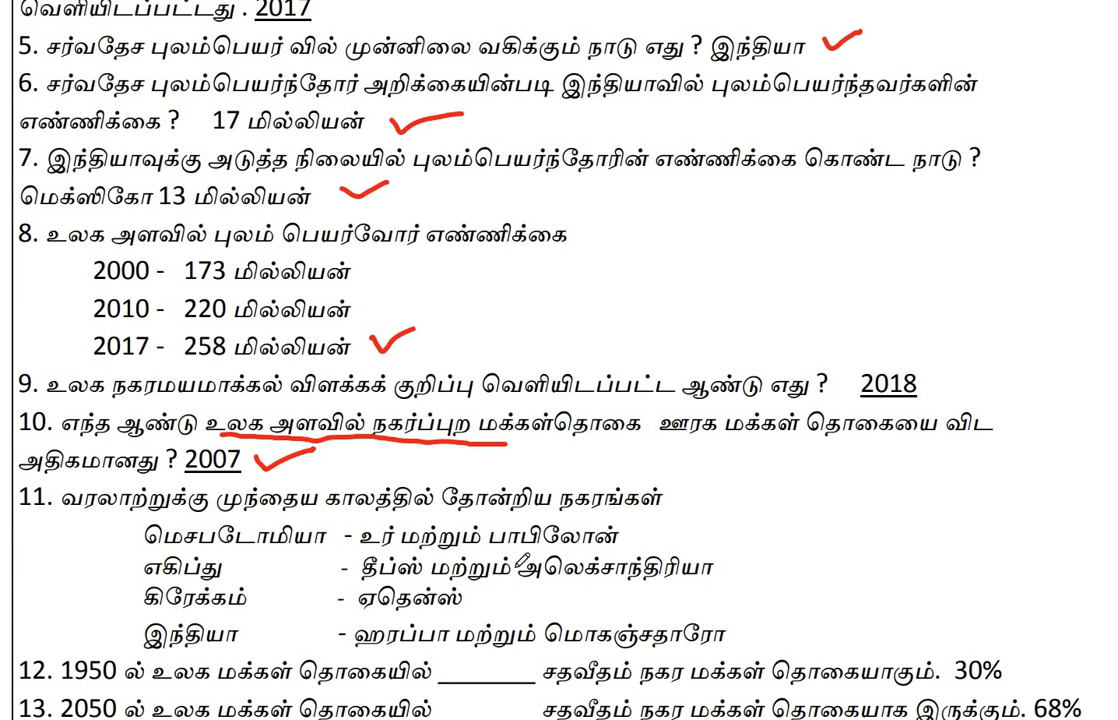 வெளியிடப்பட்டது . 2017
5. சர்வதேச புலம்பெயர் வில் முன்னிலை வகிக்கும் நாடு எது ? இந்தியா
6. சர்வதேச புலம்பெயர்ந்தோர் அறிக்கையின்படி இந்தியாவில் புலம்பெயர்ந்தவர்களின்
எண்ணிக்கை ? 17 மில்லியன்
7. இந்தியாவுக்கு அடுத்த நிலையில் புலம்பெயர்ந்தோரின் எண்ணிக்கை கொண்ட நாடு ?
மெக்ஸிகோ 13 மில்லியன்
8. உலக அளவில் புலம் பெயர்வோர் எண்ணிக்கை
2000 - 173 மில்லியன்
2010 - 220 மில்லியன்
2017 - 258 மில்லியன்
9. உலக நகரமயமாக்கல் விளக்கக் குறிப்பு வெளியிடப்பட்ட ஆண்டு எது ? 2018
10. எந்த ஆண்டு உலக அளவில் நகர்ப்புற மக்கள்தொகை ஊரக மக்கள் தொகையை விட
அதிகமானது ? 2007
11. வரலாற்றுக்கு முந்தைய காலத்தில் தோன்றிய நகரங்கள்
மெசபடோமியா - உர் மற்றும் பாபிலோன்
எகிப்து - தீப்ஸ் மற்றும் அலெக்சாந்திரியா
கிரேக்கம் - ஏதென்ஸ்
இந்தியா - ஹரப்பா மற்றும் மொகஞ்சதாரோ
12. 1950 ல் உலக மக்கள் தொகையில் ________ சதவீதம் நகர மக்கள் தொகையாகும். 30%
13. 2050 ல் உலக மக்கள் தொகையில் ________ சதவீதம் நகர மக்கள் தொகையாக இருக்கும். 68%